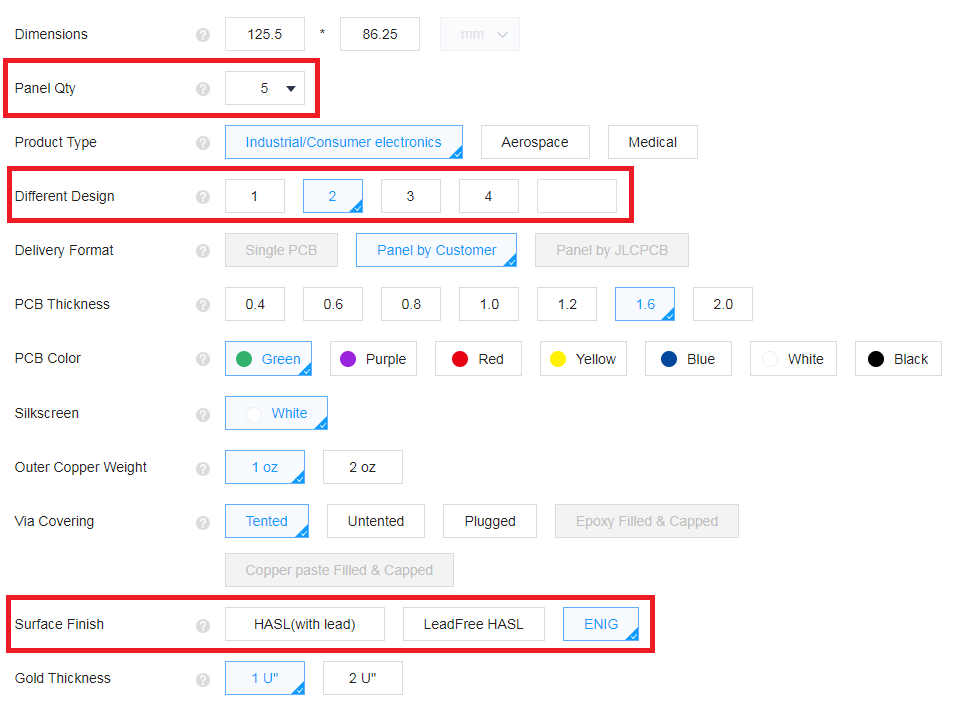 Dimensions ? 125.5 * 86.25 mm
Panel Qty ? 5
Product Type ? Industrial/Consumer electronics Aerospace Medical
Different Design ? 1 2 3 4
Delivery Format ? Single PCB Panel by Customer Panel by JLCPCB
PCB Thickness ? 0.4 0.6 0.8 1.0 1.2 1.6 2.0
PCB Color ? Green Purple Red Yellow Blue White Black
Silkscreen ? White
Outer Copper Weight ? 1 oz 2 oz
Via Covering ? Tented Untented Plugged Epoxy Filled & Capped
Copper paste Filled & Capped
Surface Finish ? HASL(with lead) LeadFree HASL ENIG
Gold Thickness ? 1 U" 2 U"